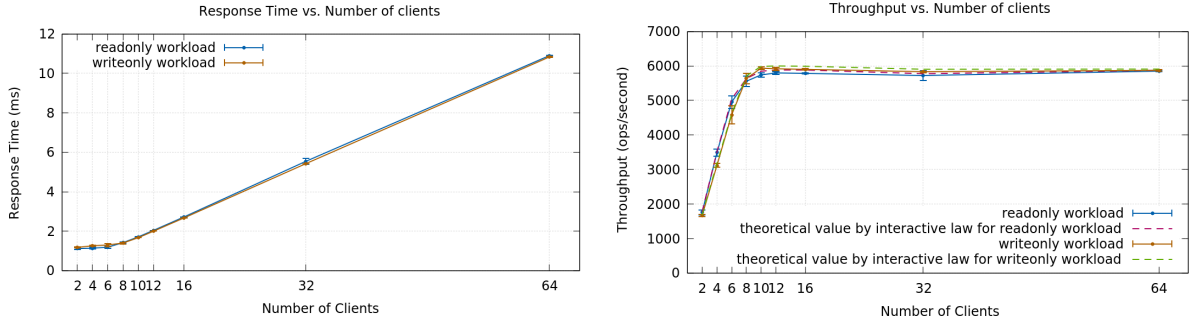 Response Time vs. Number of clients
12
10
8
6
4
2
0
Response Time (ms)
readonly workload
writeonly workload
2 4 6 8 10 12 16 32 64
Number of Clients
Throughput vs. Number of clients
7000
6000
5000
4000
3000
2000
1000
0
Throughput (ops/second)
readonly workload
theoretical value by interactive law for readonly workload
writeonly workload
theoretical value by interactive law for writeonly workload
2 4 6 8 10 12 16 32 64
Number of Clients